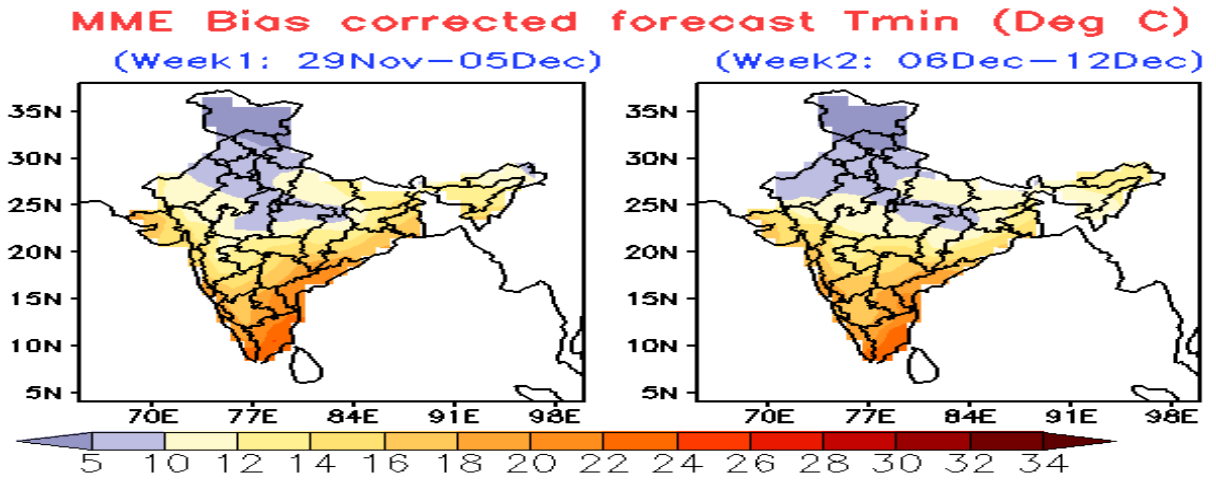 MME Bias corrected forecast Tmin (Deg C)
(Week1: 29Nov-05Dec)
(Week2: 06Dec-12Dec)
35N
30N
25N
20N
15N
10N
5N
70E 77E 84E 91E 98E
35N
30N
25N
20N
15N
10N
5N
70E 77E 84E 91E 98E
5 10 12 14 16 18 20 22 24 26 28 30 32 34